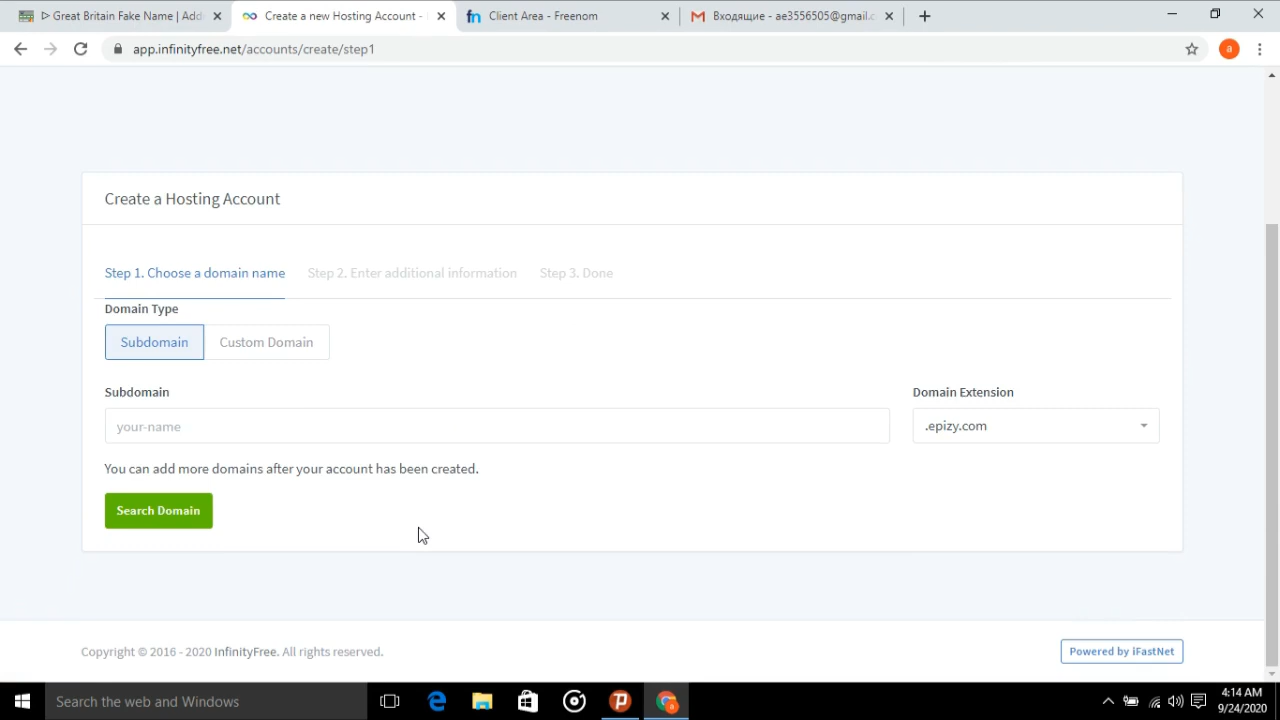 ▷ Great Britain Fake Name | Add
Create a new Hosting Account -
fn Client Area - Freenom
Входящие - ae3556505@gmail.c
app.infinityfree.net/accounts/create/step1
a
Create a Hosting Account
Step 1. Choose a domain name Step 2. Enter additional information Step 3. Done
Domain Type
Subdomain Custom Domain
Subdomain Domain Extension
your-name .epizy.com
You can add more domains after your account has been created.
Search Domain
Copyright © 2016 - 2020 InfinityFree. All rights reserved. Powered by iFastNet
Search the web and Windows
4:14 AM
9/24/2020